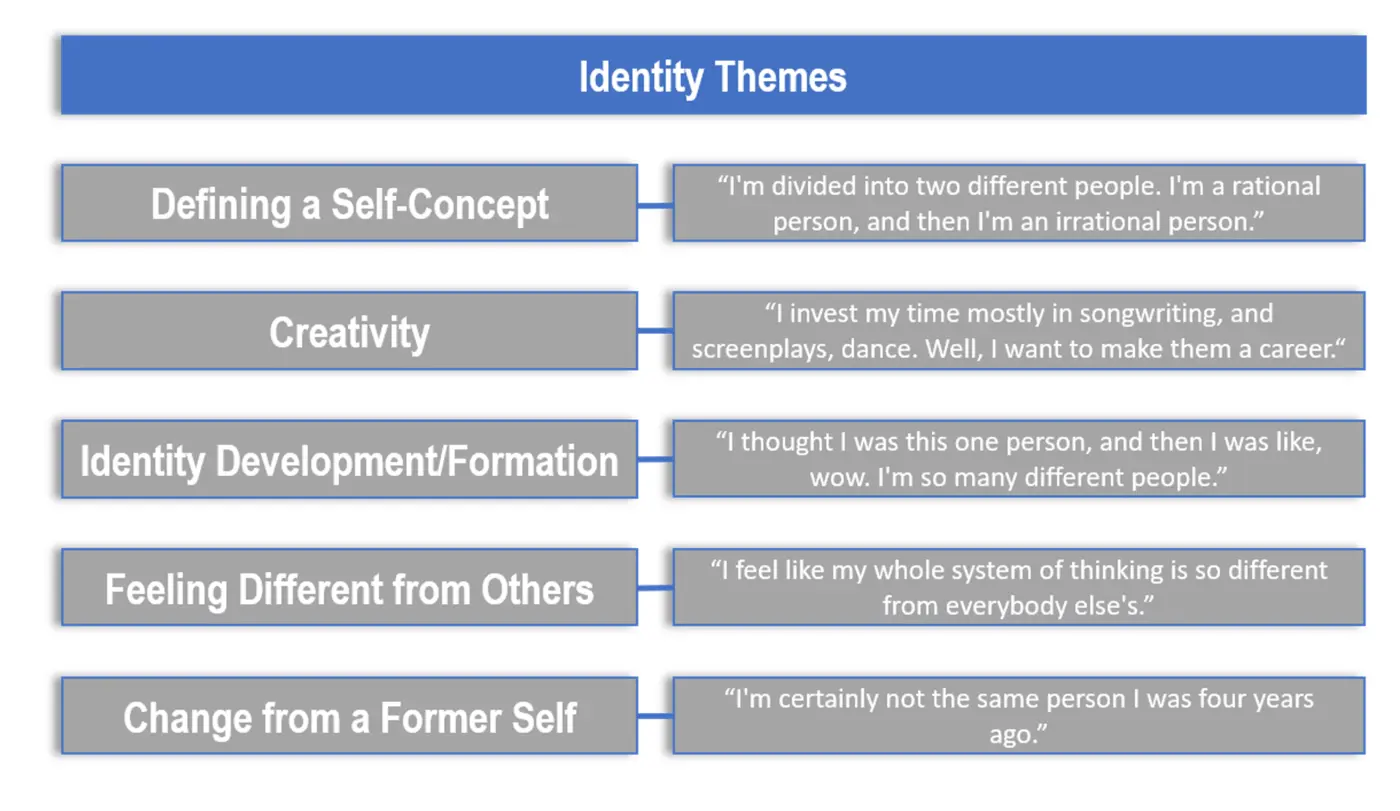 Identity Themes
Defining a Self-Concept
“I'm divided into two different people. I'm a rational
person, and then I'm an irrational person.”
Creativity
“I invest my time mostly in songwriting, and
screenplays, dance. Well, I want to make them a career.“
Identity Development/Formation
“I thought I was this one person, and then I was like,
wow. I'm so many different people.”
Feeling Different from Others
“I feel like my whole system of thinking is so different
from everybody else's.”
Change from a Former Self
“I'm certainly not the same person I was four years
ago.”